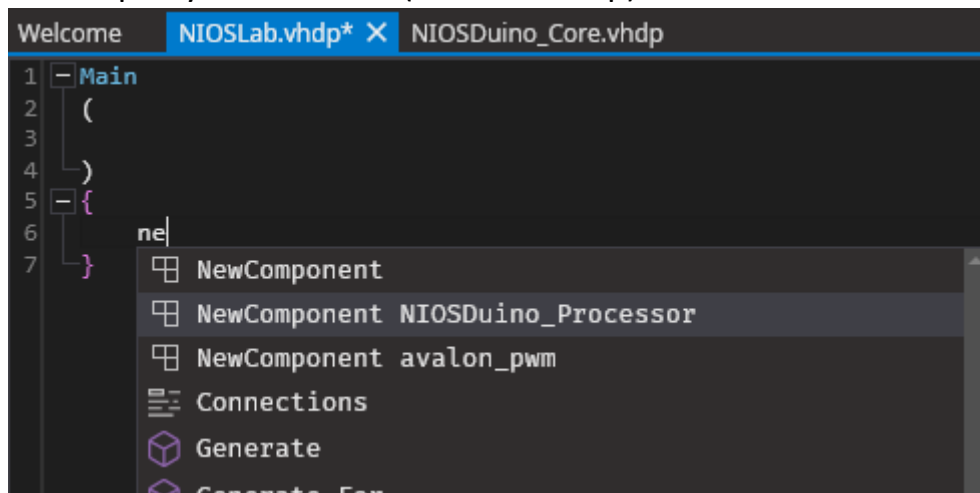 Welcome NIOSLab.vhdp* × NIOSDuino_Core.vhdp
1 Main
2 (
3
4 )
5 {
6 ne
7 }
NewComponent
NewComponent NIOSDuino_Processor
NewComponent avalon_pwm
Connections
Generate